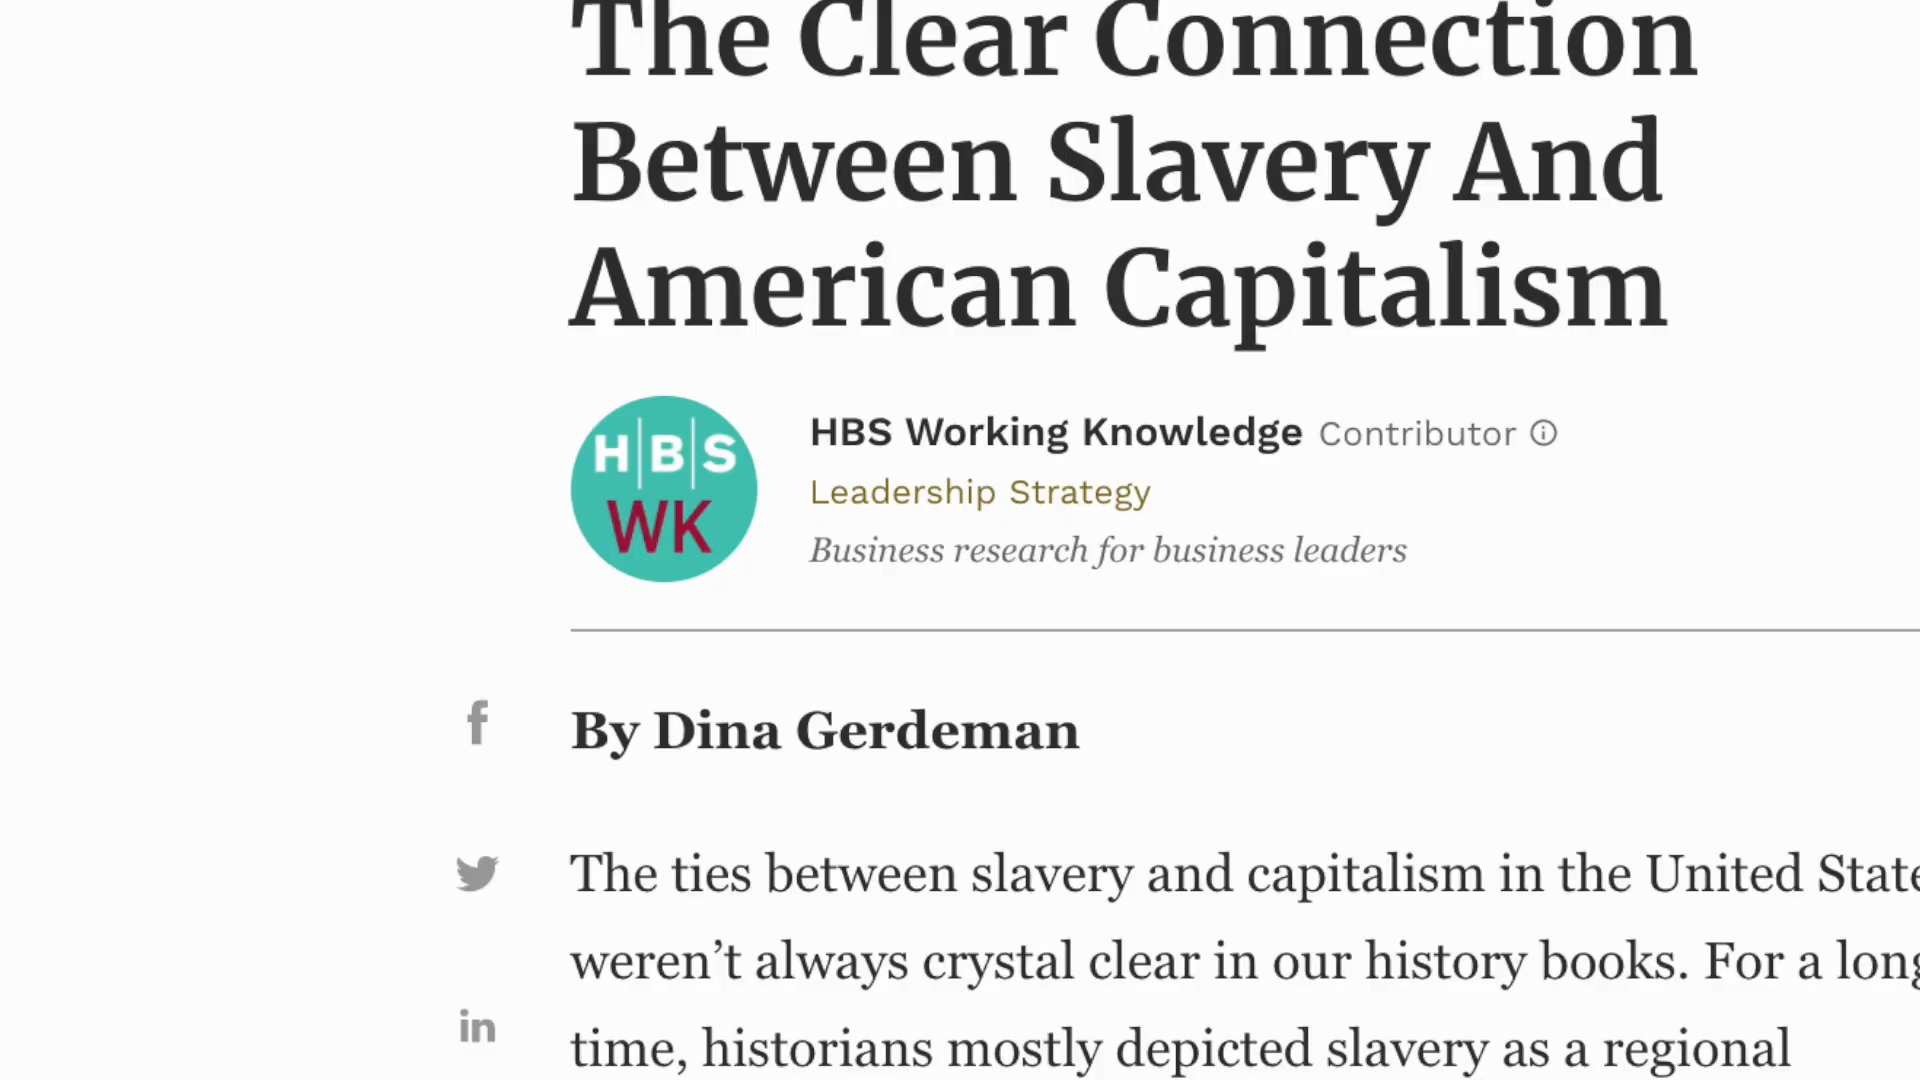 The Clear Connection
Between Slavery And
American Capitalism
H|B|S
WK
HBS Working Knowledge Contributor
Leadership Strategy
Business research for business leaders
f
By Dina Gerdeman
The ties between slavery and capitalism in the United State
weren’t always crystal clear in our history books. For a long
in
time, historians mostly depicted slavery as a regional